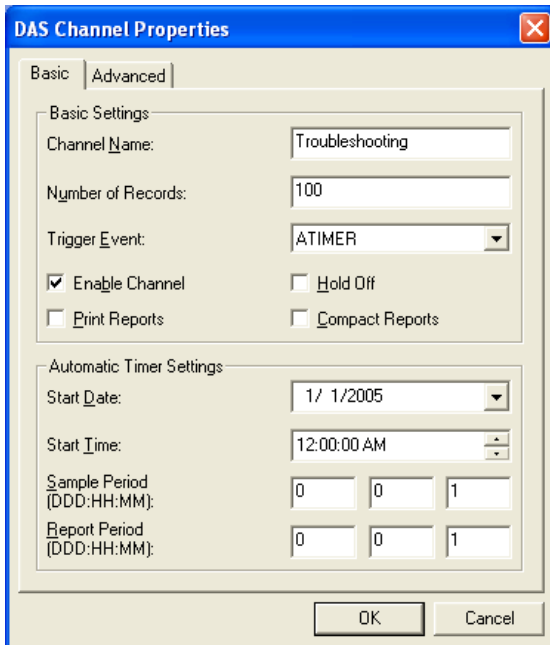 DAS Channel Properties
Basic Advanced
Basic Settings
Channel Name: Troubleshooting
Number of Records: 100
Trigger Event: ATIMER
Enable Channel Hold Off
Print Reports Compact Reports
Automatic Timer Settings
Start Date: 1/ 1/2005
Start Time: 12:00:00 AM
Sample Period
(DDD:HH:MM): 0 0 1
Report Period
(DDD:HH:MM): 0 0 1
OK Cancel